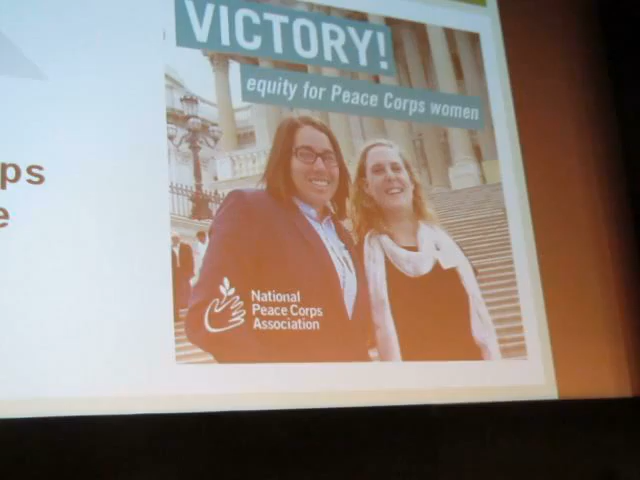 VICTORY!
equity for Peace Corps women
ps
e
National
Peace Corps
Association